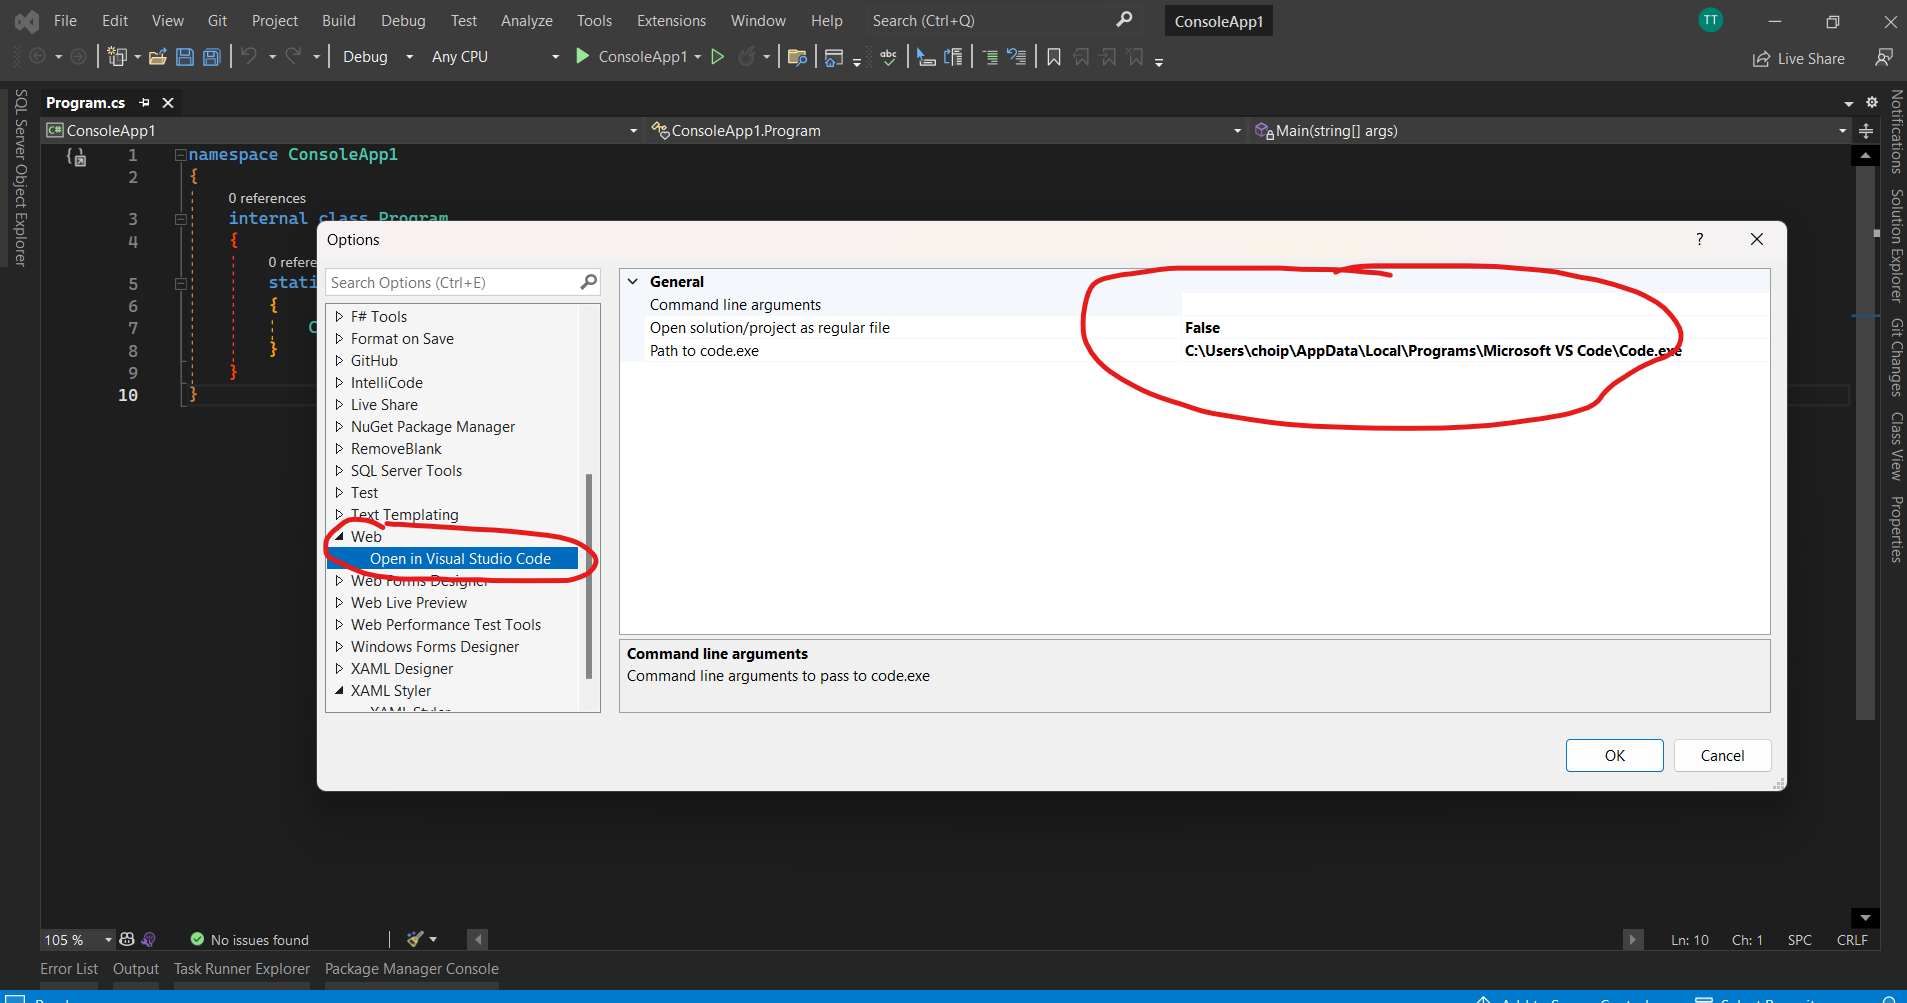 File Edit View Git Project Build Debug Test Analyze Tools Extensions Window Help Search (Ctrl+Q) ConsoleApp1 TT
Debug Any CPU ConsoleApp1 abc Live Share
SQL Server Object Explorer
Program.cs
ConsoleApp1 ConsoleApp1.Program Main(string[] args)
1 namespace ConsoleApp1
2 {
0 references
3 internal class Program
4 {
0 refere
5 stati
6 {
7 C
8 }
9 }
10 }
Options ?
Search Options (Ctrl+E)
F# Tools
Format on Save
GitHub
IntelliCode
Live Share
NuGet Package Manager
RemoveBlank
SQL Server Tools
Test
Text Templating
Web
Open in Visual Studio Code
Web Forms Designer
Web Live Preview
Web Performance Test Tools
Windows Forms Designer
XAML Designer
XAML Styler
XAML Styler
General
Command line arguments
Open solution/project as regular file False
Path to code.exe C:\Users\choip\AppData\Local\Programs\Microsoft VS Code\Code.exe
Command line arguments
Command line arguments to pass to code.exe
OK Cancel
Notifications
Solution Explorer
Git Changes
Class View
Properties
105 % No issues found Ln: 10 Ch: 1 SPC CRLF
Error List Output Task Runner Explorer Package Manager Console